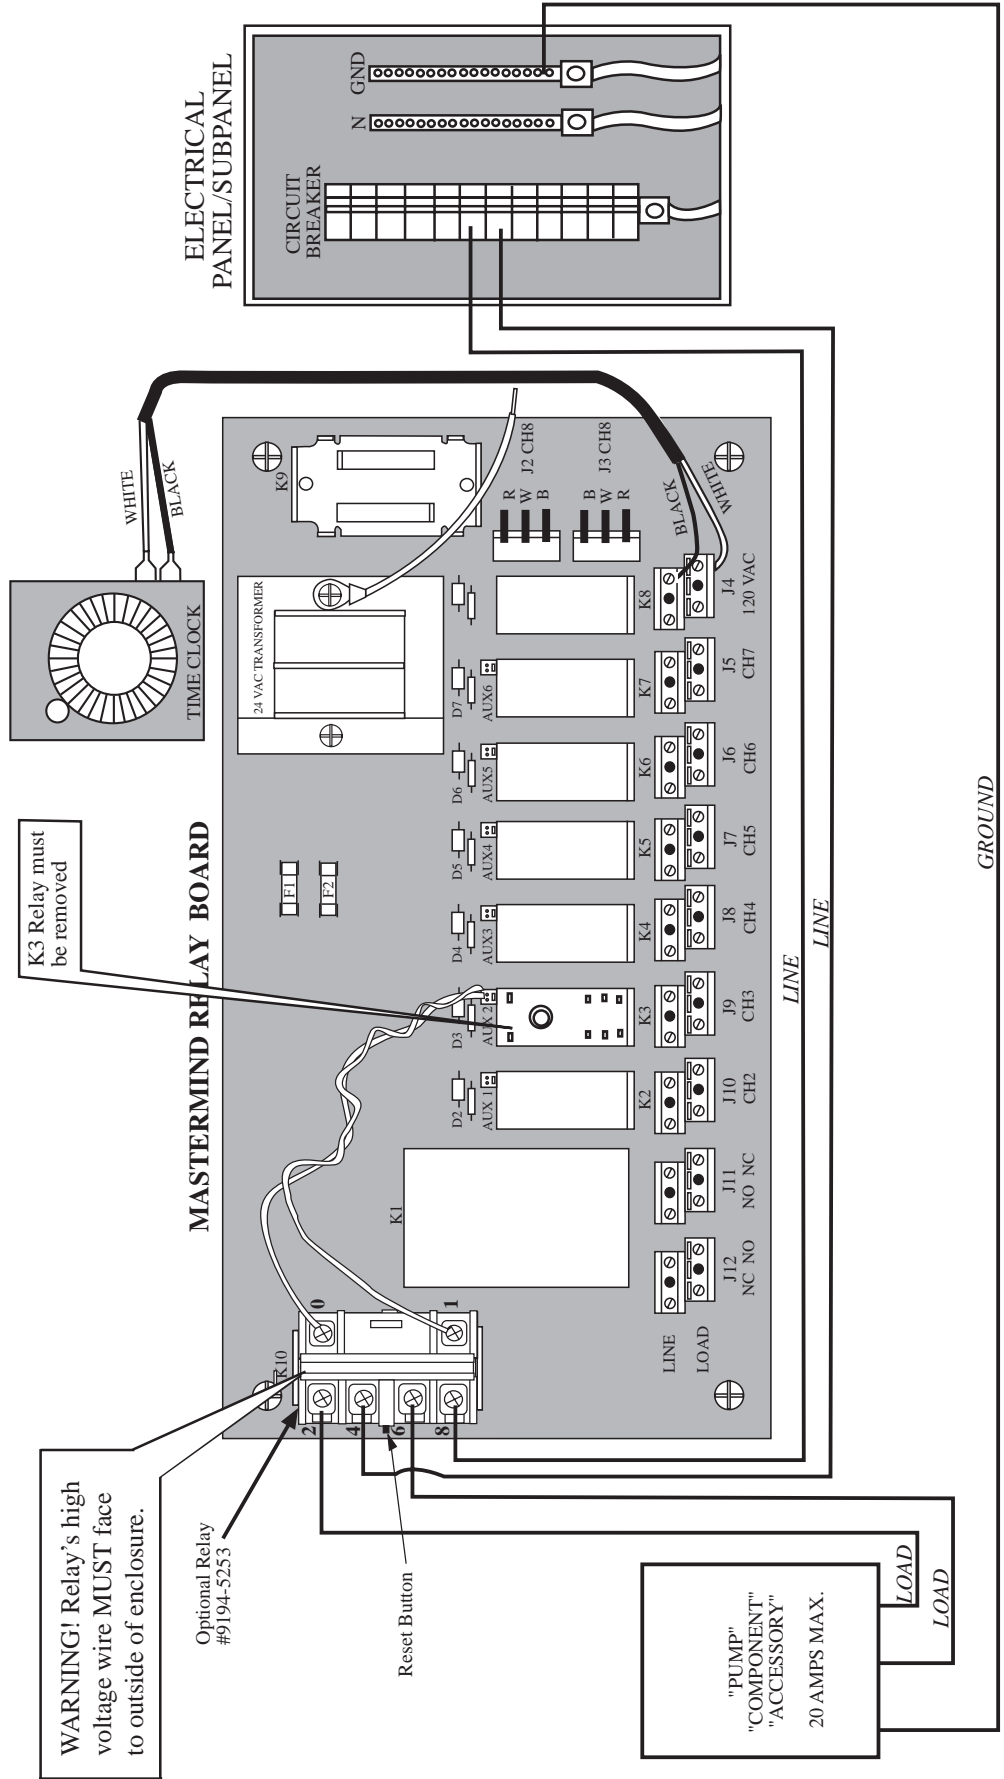 ELECTRICAL
PANEL/SUBPANEL
CIRCUIT
BREAKER
N
GND
WHITE
BLACK
TIME CLOCK
K3 Relay must
be removed
MASTERMIND RELAY BOARD
WARNING! Relay's high
voltage wire MUST face
to outside of enclosure.
Optional Relay
#9194-5253
Reset Button
K10
0
1
2
4
6
8
K1
F1
F2
24 VAC TRANSFORMER
K9
D2
D3
D4
D5
D6
D7
AUX 1
AUX 2
AUX3
AUX4
AUX5
AUX6
R
W
B
J2 CH8
B
W
R
J3 CH8
K2
K3
K4
K5
K6
K7
K8
BLACK
WHITE
LINE
LOAD
J12
NC NO
J11
NO NC
J10
CH2
J9
CH3
J8
CH4
J7
CH5
J6
CH6
J5
CH7
J4
120 VAC
LINE
LINE
GROUND
LOAD
LOAD
"PUMP"
"COMPONENT"
"ACCESSORY"
20 AMPS MAX.